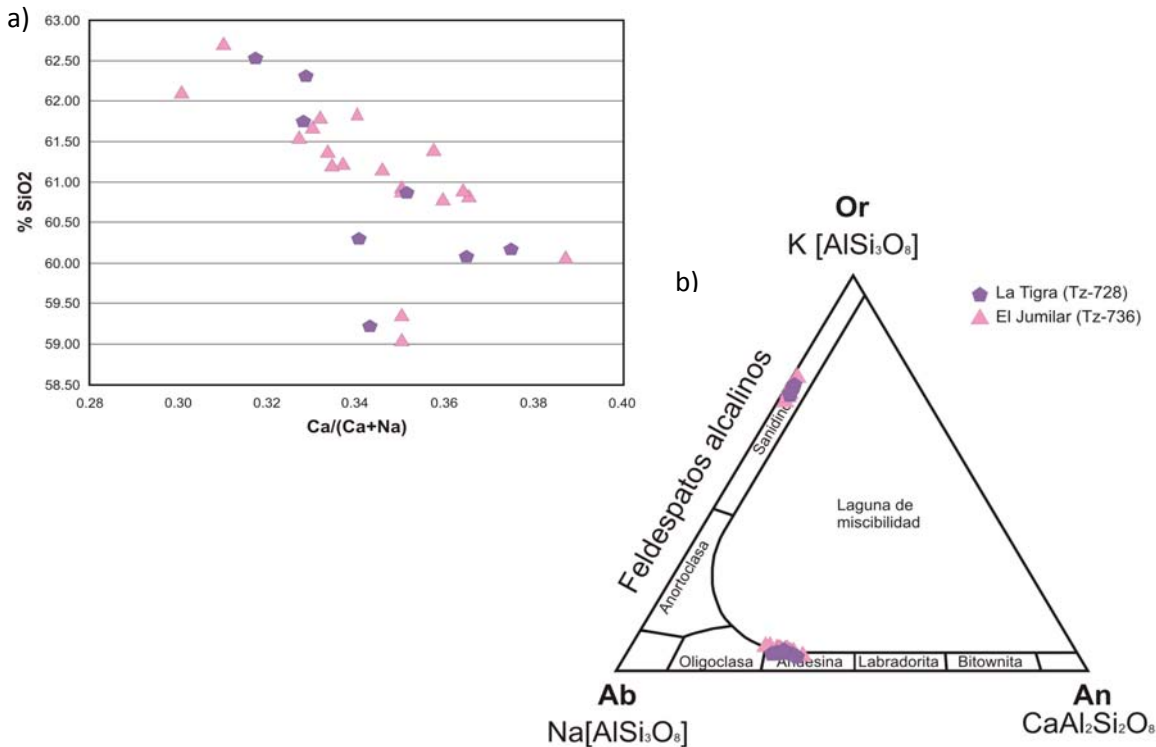 a)
63.00
62.50
62.00
61.50
61.00
60.50
60.00
59.50
59.00
58.50
% SiO2
0.28 0.30 0.32 0.34 0.36 0.38 0.40
Ca/(Ca+Na)
b)
Or
K [AlSi₃O₈]
La Tigra (Tz-728)
El Jumilar (Tz-736)
Feldespatos alcalinos
Laguna de
miscibilidad
Anortoclasa
Oligoclasa Andesina Labradorita Bitownita
Ab An
Na[AlSi₃O₈] CaAl₂Si₂O₈